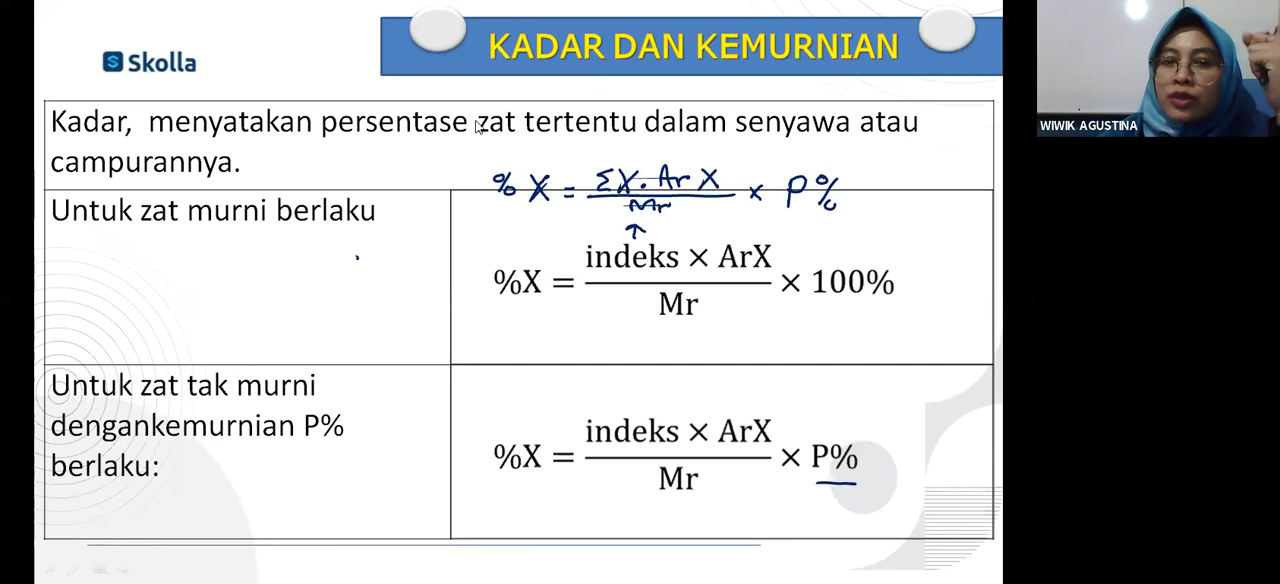 Skolla
KADAR DAN KEMURNIAN
WIWIK AGUSTINA
Kadar, menyatakan persentase zat tertentu dalam senyawa atau
campurannya.
% X = ΣX. Ar X / Mr × P%
Untuk zat murni berlaku
%X = indeks × ArX / Mr × 100%
Untuk zat tak murni
dengankemurnian P%
berlaku:
%X = indeks × ArX / Mr × P%